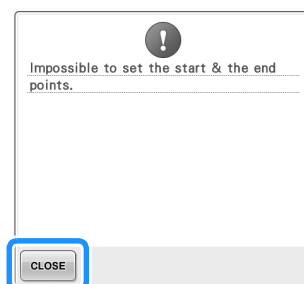 Impossible to set the start & the end
points.
CLOSE